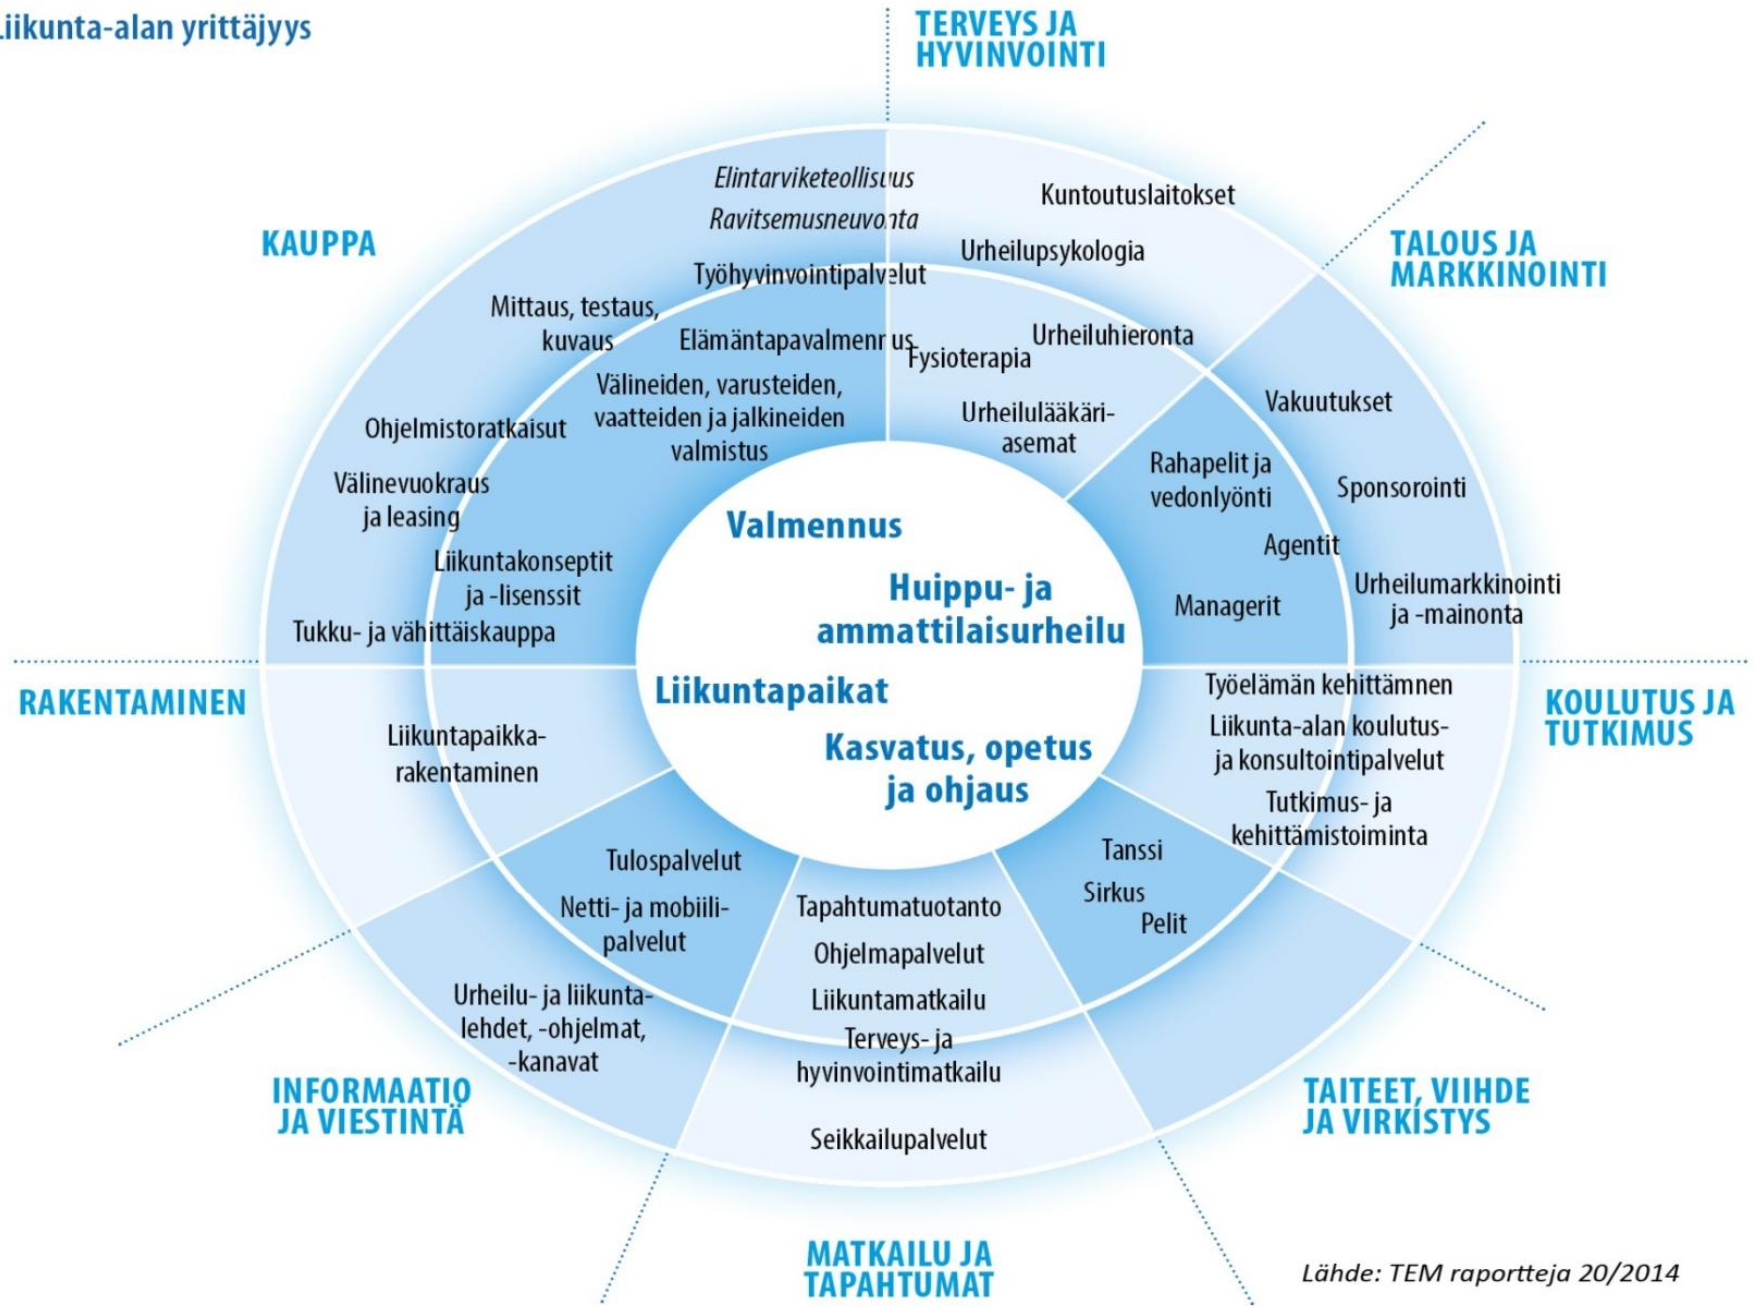 Liikunta-alan yrittäjyys
TERVEYS JA
HYVINVOINTI
Elintarviketeollisuus
Ravitsemusneuvonta
Kuntoutuslaitokset
Urheilupsykologia
KAUPPA
TALOUS JA
MARKKINOINTI
Työhyvinvointipalvelut
Mittaus, testaus,
kuvaus
Elämäntapavalmennus
Fysioterapia
Urheiluhieronta
Välineiden, varusteiden,
vaatteiden ja jalkineiden
valmistus
Urheilulääkäri-
asemat
Vakuutukset
Ohjelmistoratkaisut
Rahapelit ja
vedonlyönti
Sponsorointi
Välinevuokraus
ja leasing
Agentit
Liikuntakonseptit
ja -lisenssit
Managerit
Urheilumarkkinointi
ja -mainonta
Tukku- ja vähittäiskauppa
Valmennus
Huippu- ja
ammattilaisurheilu
Liikuntapaikat
Kasvatus, opetus
ja ohjaus
RAKENTAMINEN
Liikuntapaikka-
rakentaminen
Työelämän kehittämnen
Liikunta-alan koulutus-
ja konsultointipalvelut
Tutkimus- ja
kehittämistoiminta
KOULUTUS JA
TUTKIMUS
Tulospalvelut
Netti- ja mobiili-
palvelut
Urheilu- ja liikunta-
lehdet, -ohjelmat,
-kanavat
Tapahtumatuotanto
Ohjelmapalvelut
Liikuntamatkailu
Terveys- ja
hyvinvointimatkailu
Seikkailupalvelut
Tanssi
Sirkus
Pelit
INFORMAATIO
JA VIESTINTÄ
TAITEET, VIIHDE
JA VIRKISTYS
MATKAILU JA
TAPAHTUMAT
Lähde: TEM raportteja 20/2014